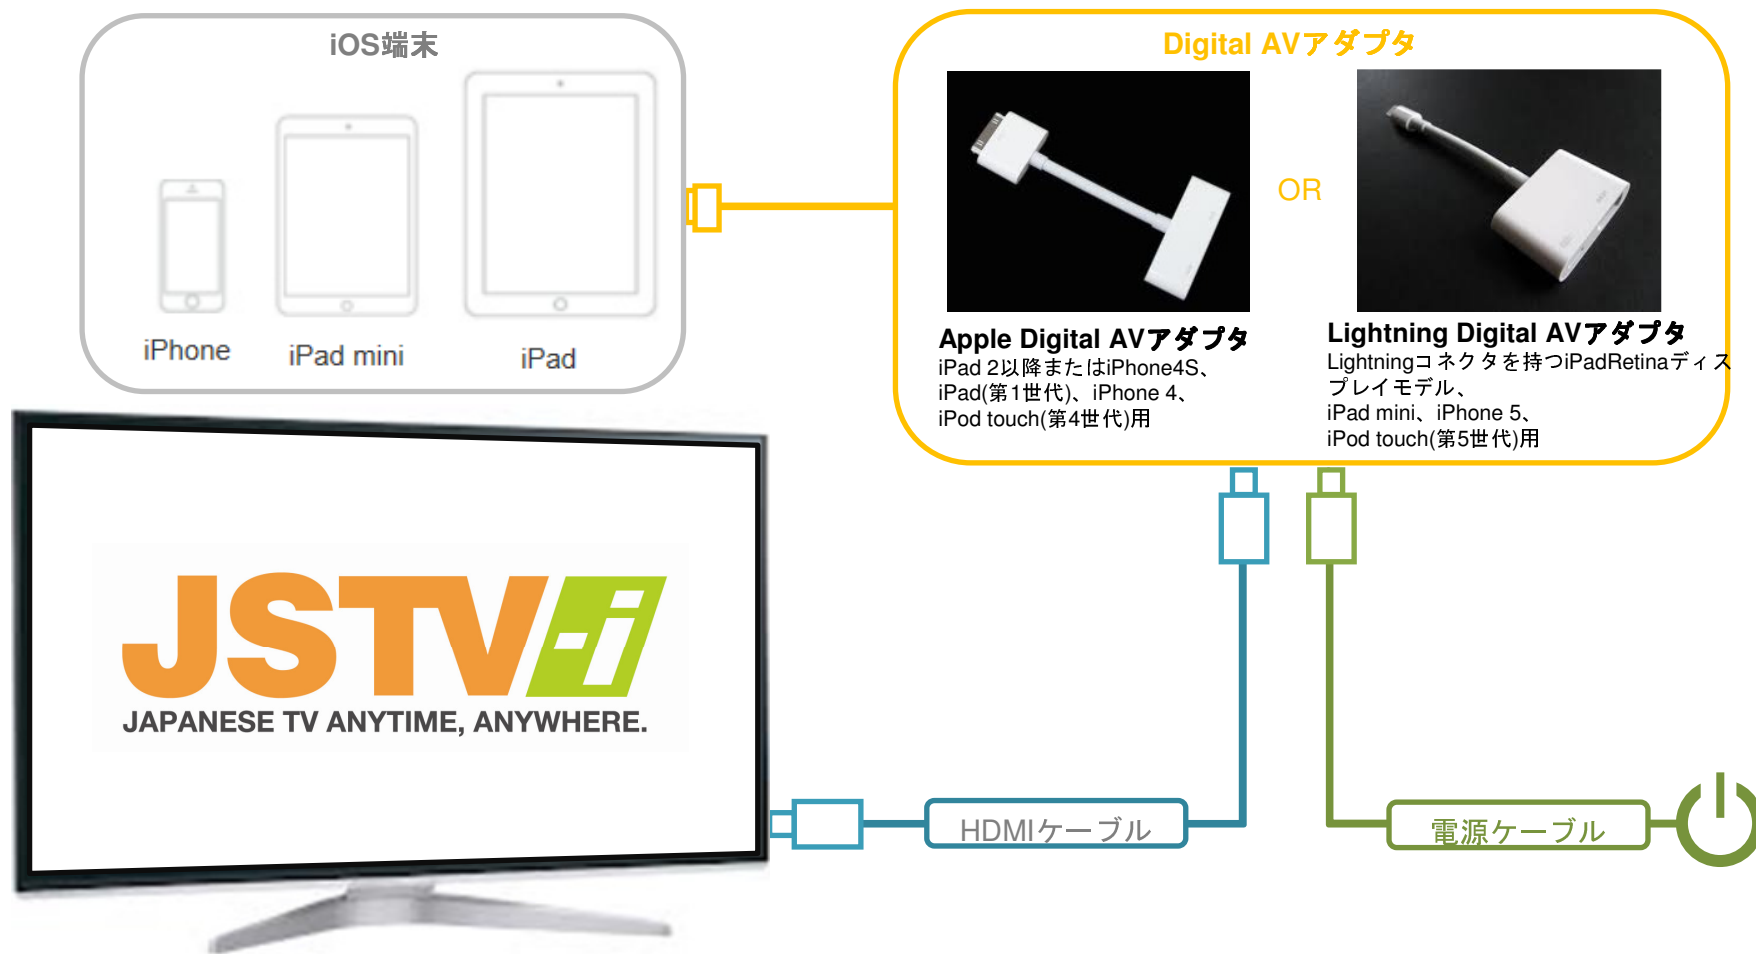 iOS端末
iPhone
iPad mini
iPad
Digital AVアダプタ
OR
Apple Digital AVアダプタ
iPad 2以降またはiPhone4S、
iPad(第1世代)、iPhone 4、
iPod touch(第4世代)用
Lightning Digital AVアダプタ
Lightningコネクタを持つiPadRetinaディス
プレイモデル、
iPad mini、iPhone 5、
iPod touch(第5世代)用
JSTV-i
JAPANESE TV ANYTIME, ANYWHERE.
HDMIケーブル
電源ケーブル